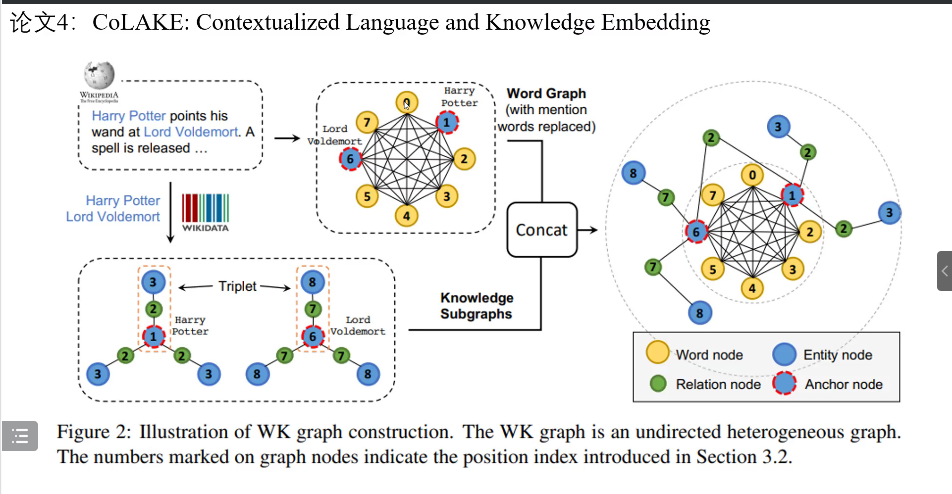 论文4：CoLAKE: Contextualized Language and Knowledge Embedding
WIKIPEDIA
The Free Encyclopedia
Harry Potter points his
wand at Lord Voldemort. A
spell is released ...
Harry Potter
Lord Voldemort
WIKIDATA
Harry
Potter
Lord
Voldemort
0
1
2
3
4
5
6
7
Word Graph
(with mention
words replaced)
Concat
Knowledge
Subgraphs
Triplet
3
2
1
Harry
Potter
2
2
3
3
8
7
6
Lord
Voldemort
7
7
8
8
3
2
2
8
7
0
1
7
3
2
6
2
7
5
3
4
8
Word node
Entity node
Relation node
Anchor node
Figure 2: Illustration of WK graph construction. The WK graph is an undirected heterogeneous graph.
The numbers marked on graph nodes indicate the position index introduced in Section 3.2.